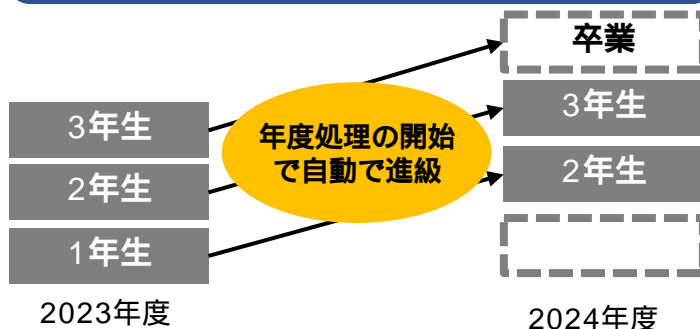 卒業
3年生
3年生
年度処理の開始
で自動で進級
2年生
2年生
1年生
2023年度
2024年度